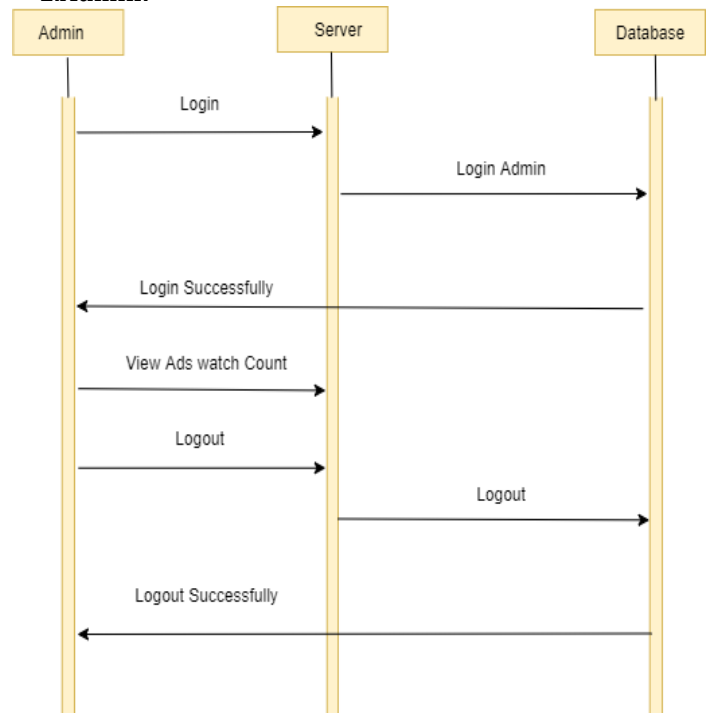 Admin
Server
Database
Login
Login Admin
Login Successfully
View Ads watch Count
Logout
Logout
Logout Successfully